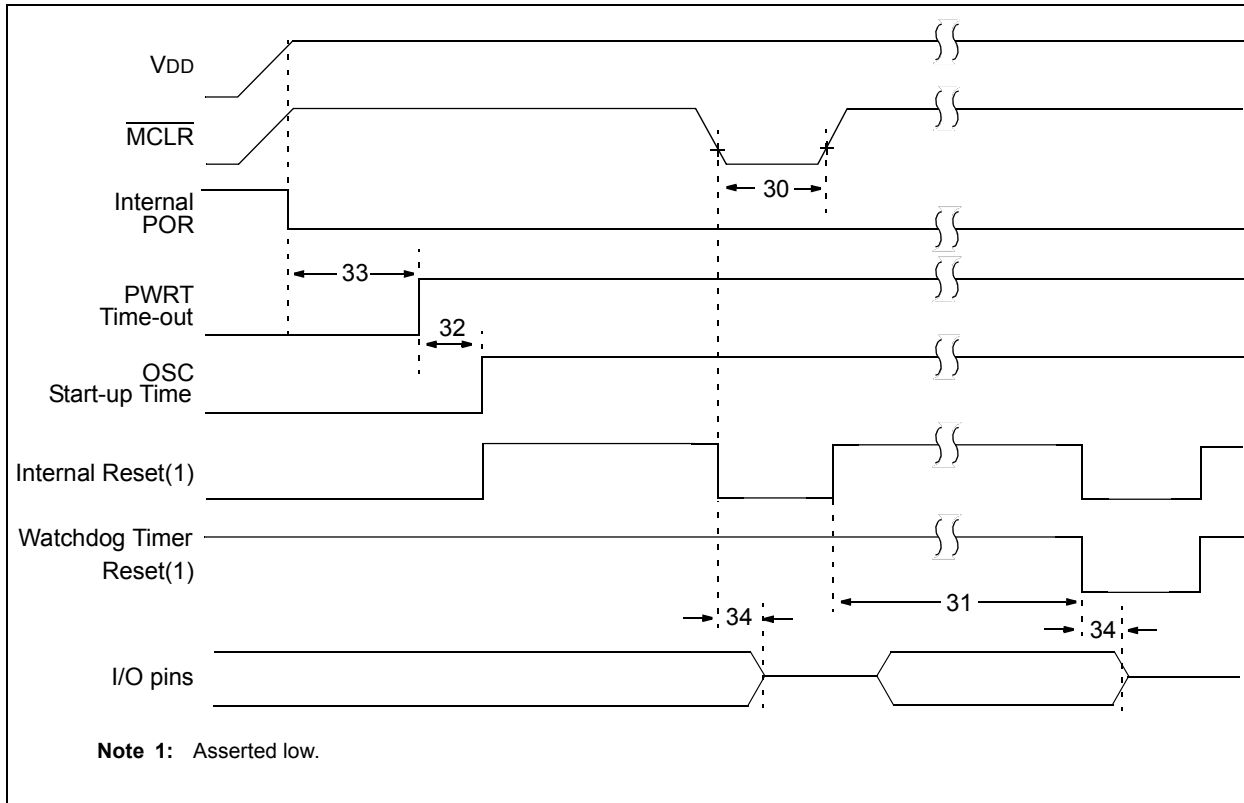 VDD
MCLR
30
Internal
POR
33
PWRT
Time-out
32
OSC
Start-up Time
Internal Reset(1)
Watchdog Timer
Reset(1)
31
34
34
I/O pins
Note 1: Asserted low.